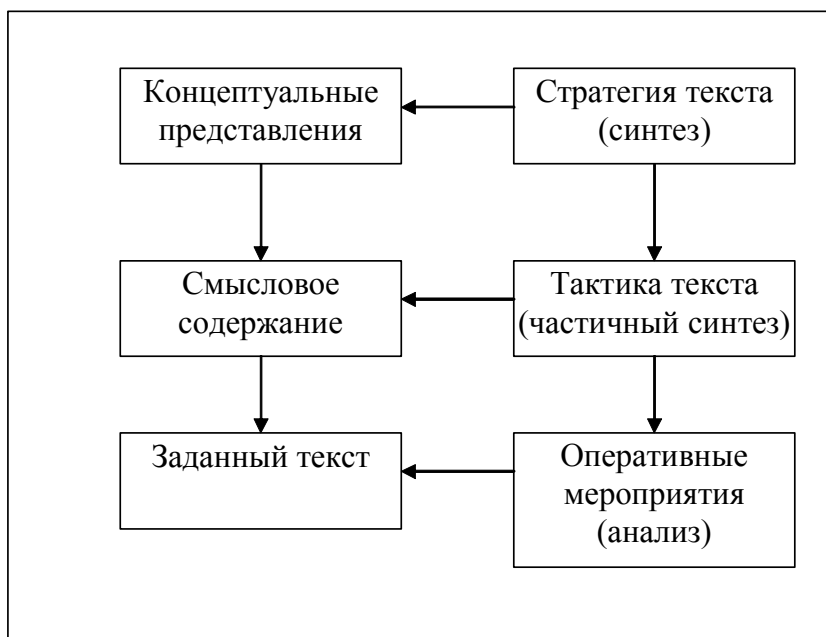 Концептуальные
представления
Стратегия текста
(синтез)
Смысловое
содержание
Тактика текста
(частичный синтез)
Заданный текст
Оперативные
мероприятия
(анализ)